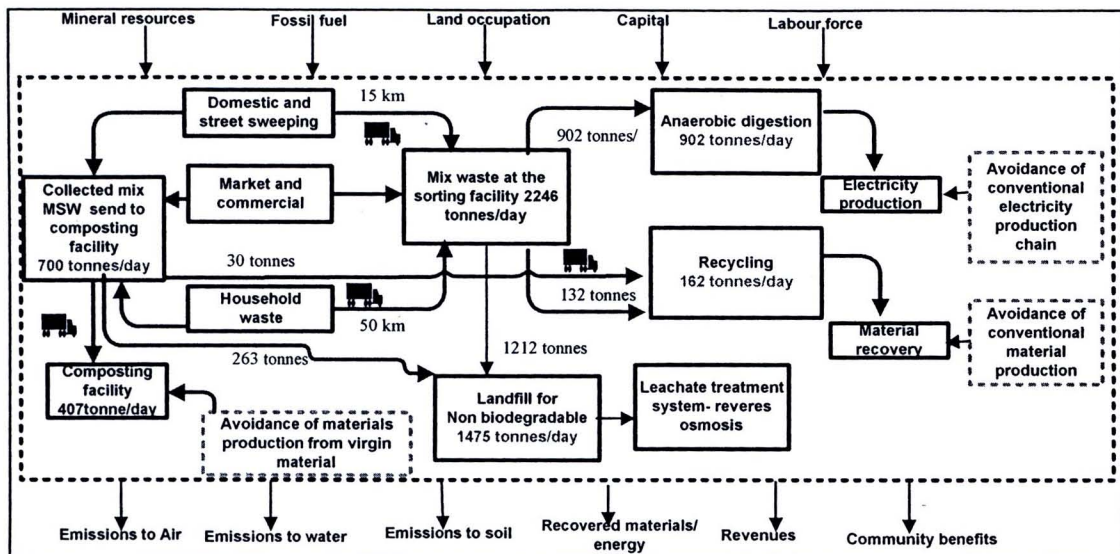 Mineral resources
Fossil fuel
Land occupation
Capital
Labour force
Domestic and
street sweeping
15 km
902 tonnes/
Anaerobic digestion
902 tonnes/day
Collected mix
MSW send to
composting
facility
700 tonnes/day
Market and
commercial
Mix waste at the
sorting facility 2246
tonnes/day
Electricity
production
Avoidance of
conventional
electricity
production
chain
30 tonnes
Recycling
162 tonnes/day
132 tonnes
Household
waste
50 km
Material
recovery
Avoidance of
conventional
material
production
263 tonnes
1212 tonnes
Composting
facility
407tonne/day
Avoidance of materials
production from virgin
material
Landfill for
Non biodegradable
1475 tonnes/day
Leachate treatment
system- reveres
osmosis
Emissions to Air
Emissions to water
Emissions to soil
Recovered materials/
energy
Revenues
Community benefits